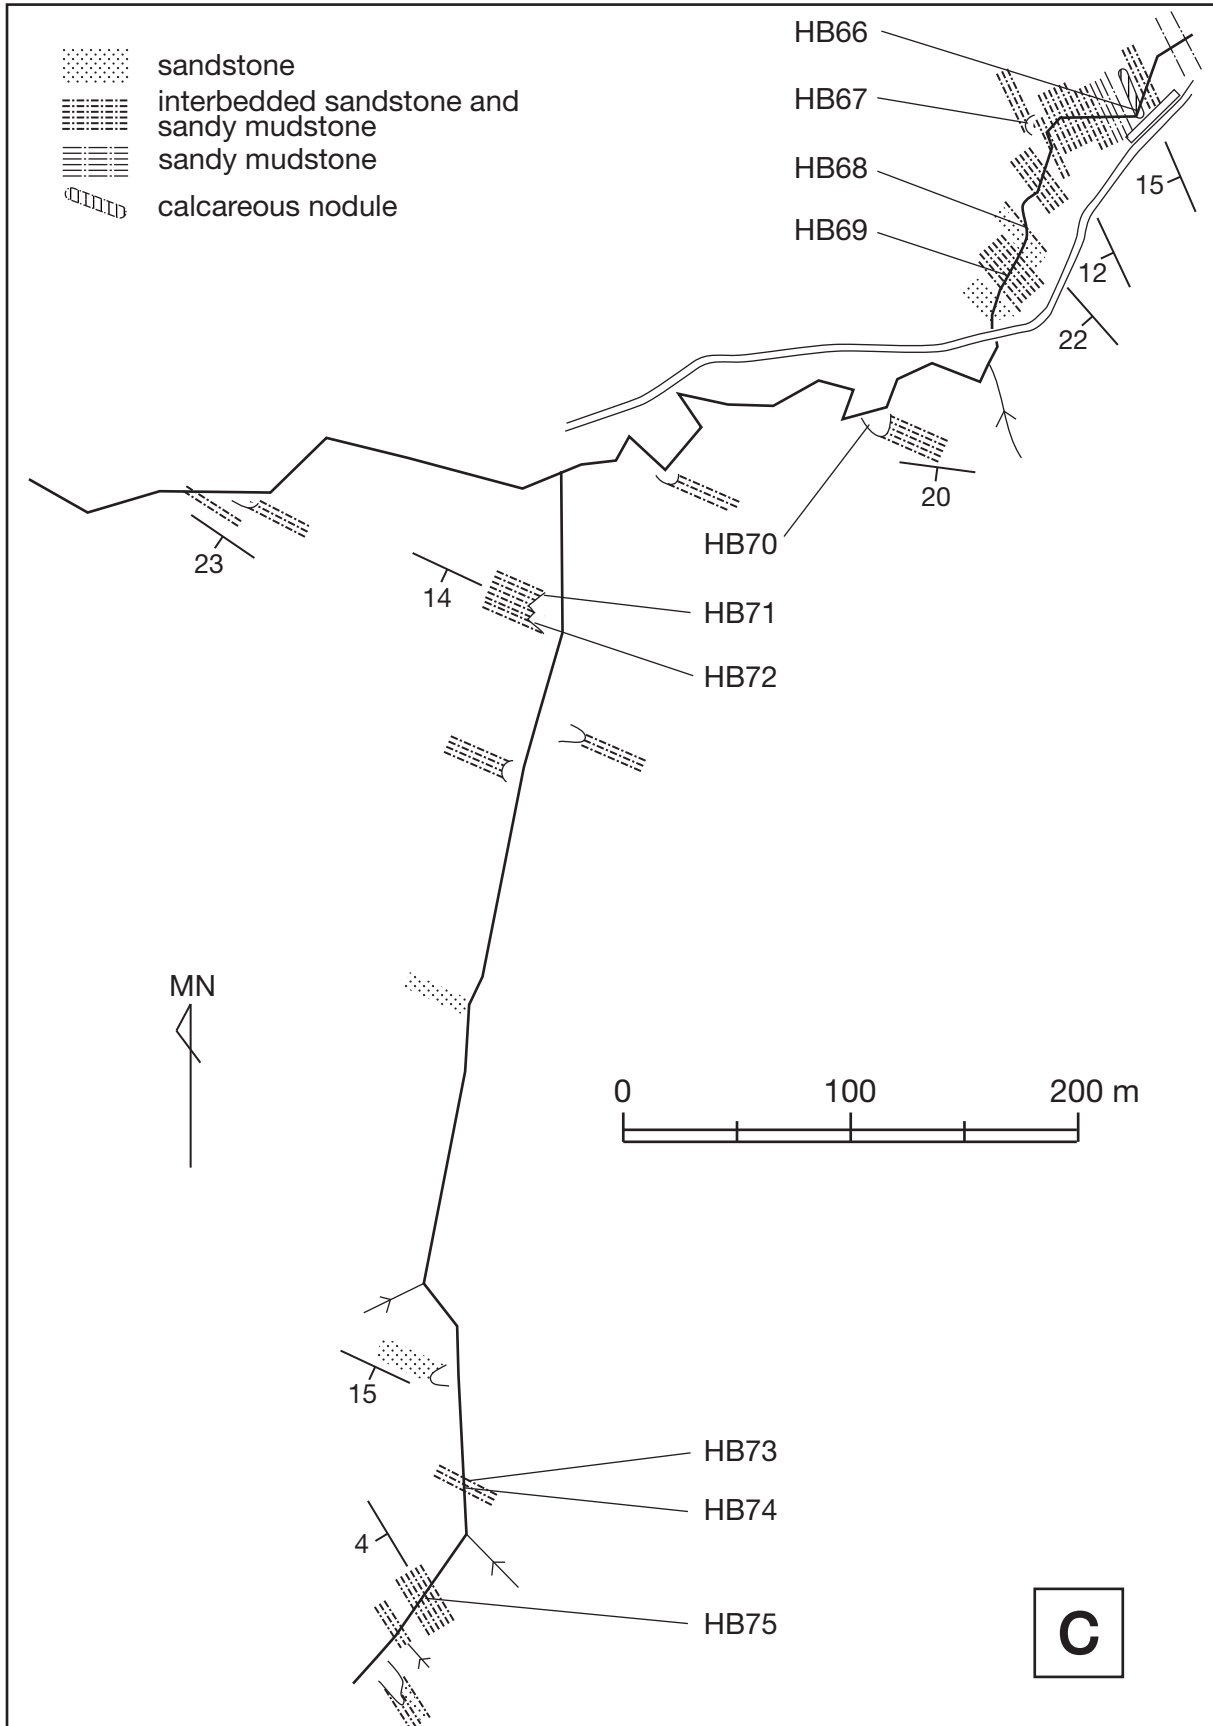 sandstone
interbedded sandstone and
sandy mudstone
sandy mudstone
calcareous nodule
HB66
HB67
HB68
HB69
15
12
22
20
HB70
23
14
HB71
HB72
MN
0 100 200 m
15
HB73
HB74
4
HB75
C